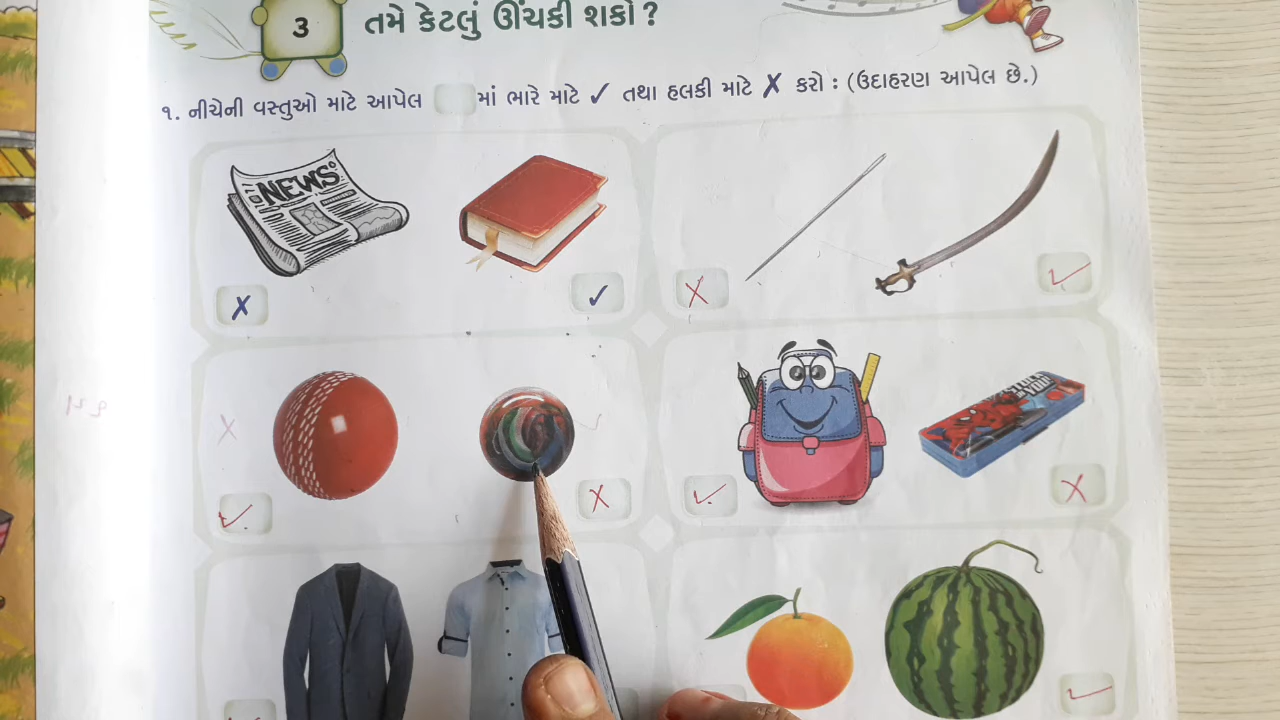 3 તમે કેટલું ઊંચકી શકો ?
૧. નીચેની વસ્તુઓ માટે આપેલ માં ભારે માટે ✓ તથા હલકી માટે ✗ કરો : (ઉદાહરણ આપેલ છે.)
NEWS